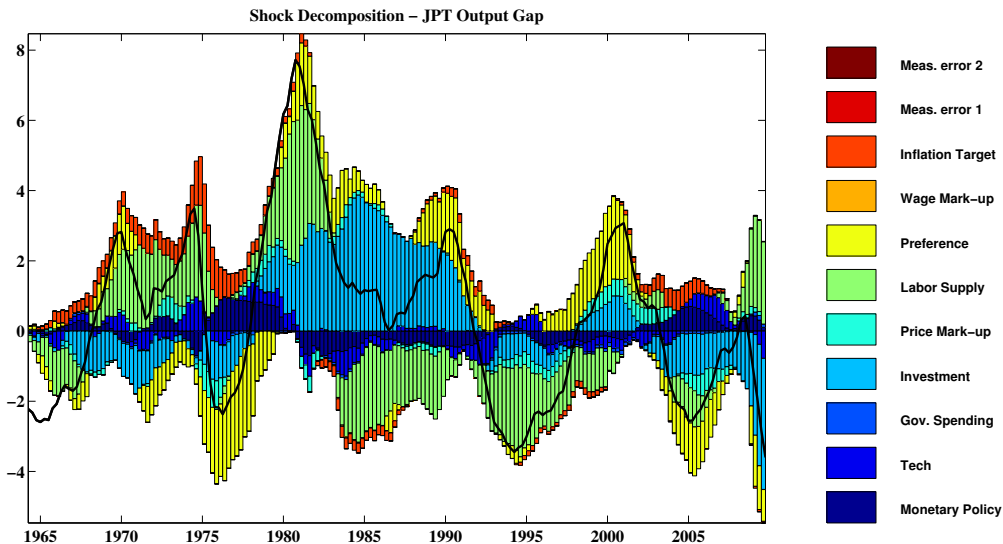 Shock Decomposition − JPT Output Gap
8
6
4
2
0
−2
−4
1965 1970 1975 1980 1985 1990 1995 2000 2005
Meas. error 2
Meas. error 1
Inflation Target
Wage Mark−up
Preference
Labor Supply
Price Mark−up
Investment
Gov. Spending
Tech
Monetary Policy